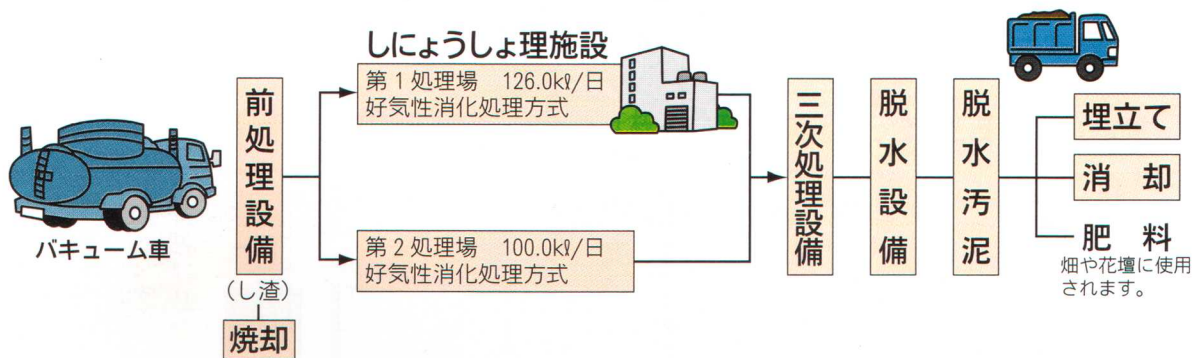 バキューム車
前処理設備
(し渣)
焼却
しにょうしょ理施設
第1処理場 126.0kℓ/日
好気性消化処理方式
第2処理場 100.0kℓ/日
好気性消化処理方式
三次処理設備
脱水設備
脱水汚泥
埋立て
消却
肥料
畑や花壇に使用
されます。